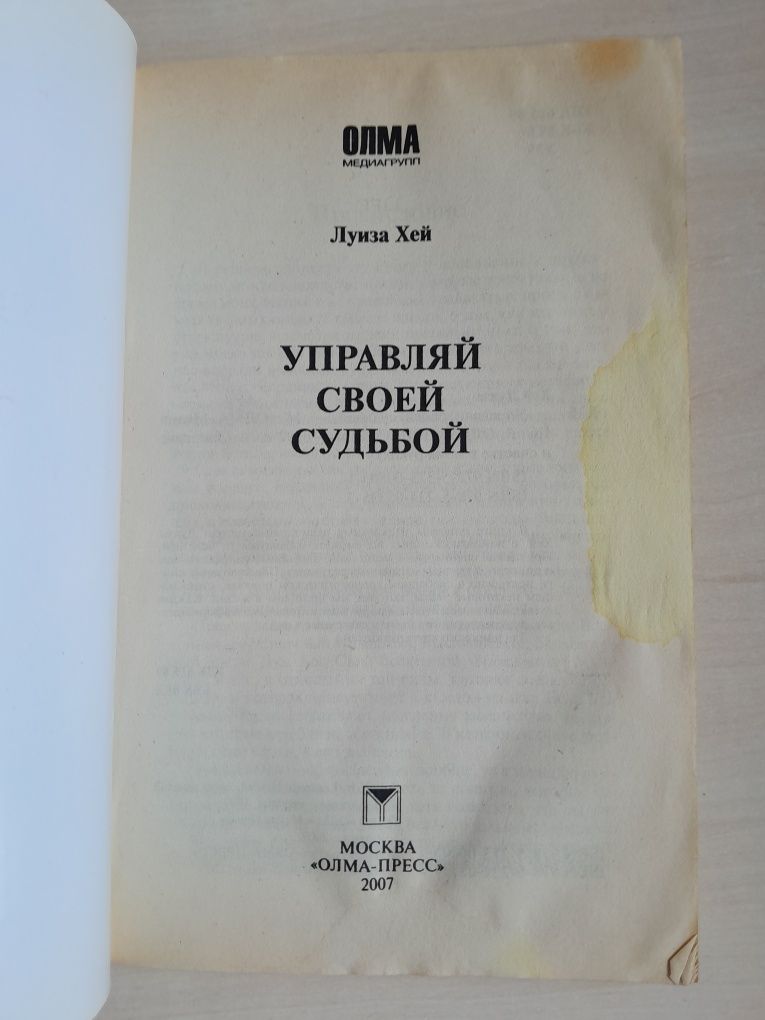 ОЛМА
МЕДИАГРУПП
Луиза Хей
УПРАВЛЯЙ
СВОЕЙ
СУДЬБОЙ
МОСКВА
«ОЛМА-ПРЕСС»
2007